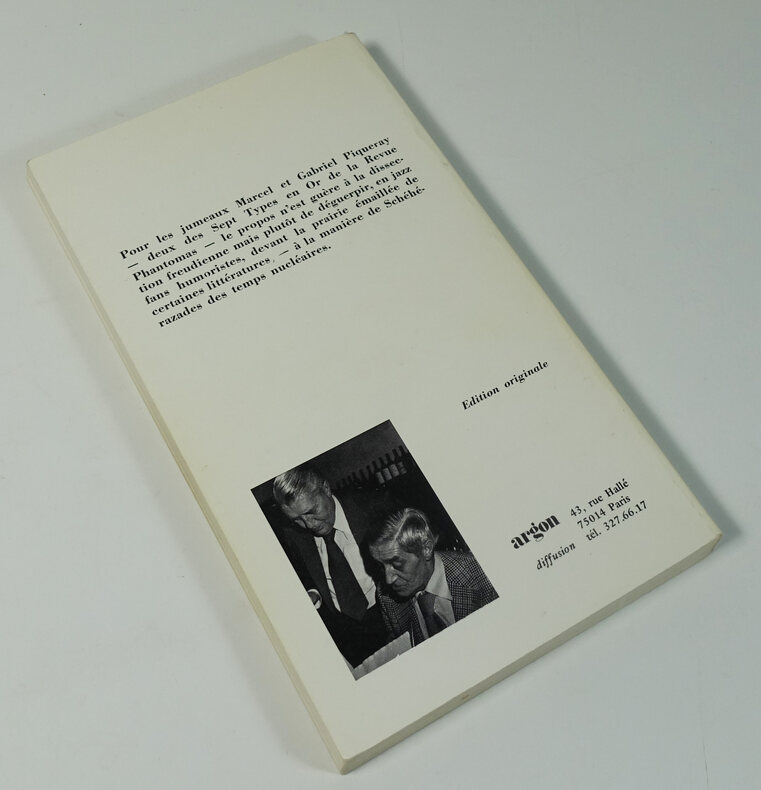 Pour les jumeaux Marcel et Gabriel Piqueray
— deux des Sept Types en Or de la Revue
Phantomas — le propos n'est guère à la dissec-
tion freudienne mais plutôt de déguerpir, en jazz
fans humoristes, devant la prairie émaillée de
certaines littératures, — à la manière de Schéhé-
razades des temps nucléaires.
Edition originale
argon
diffusion
43, rue Hallé
75014 Paris
tél. 327.66.17